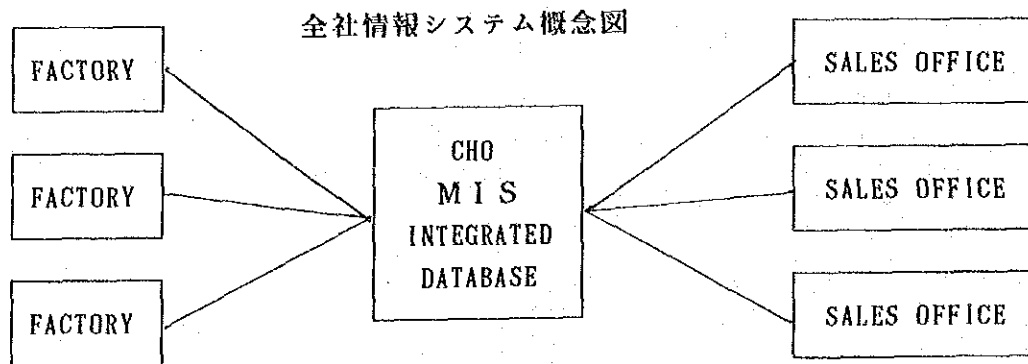 全社情報システム概念図
FACTORY
FACTORY
FACTORY
CHO
MIS
INTEGRATED
DATABASE
SALES OFFICE
SALES OFFICE
SALES OFFICE